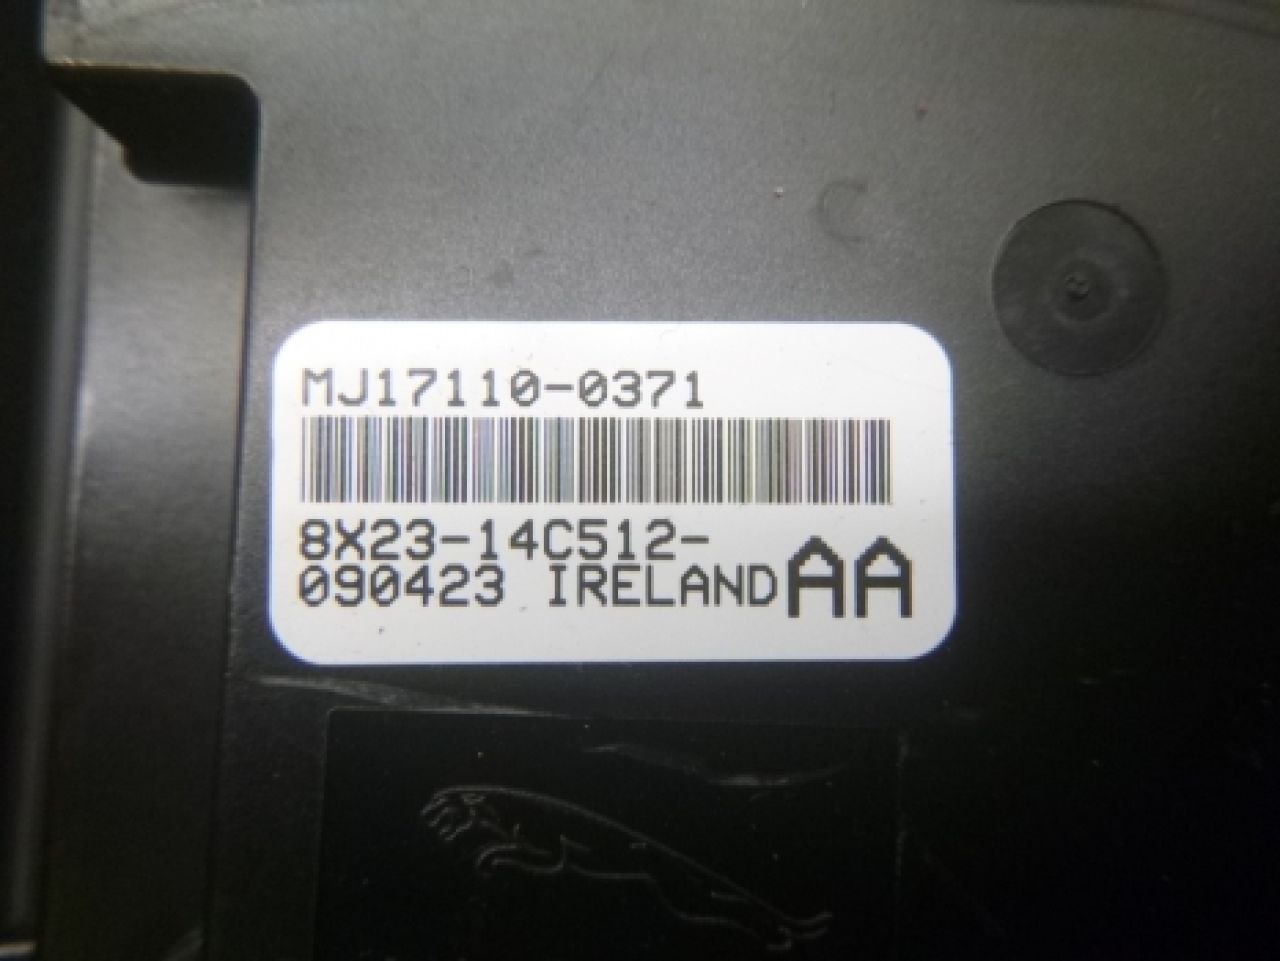 MJ17110-0371
8X23-14C512-
090423 IRELAND AA